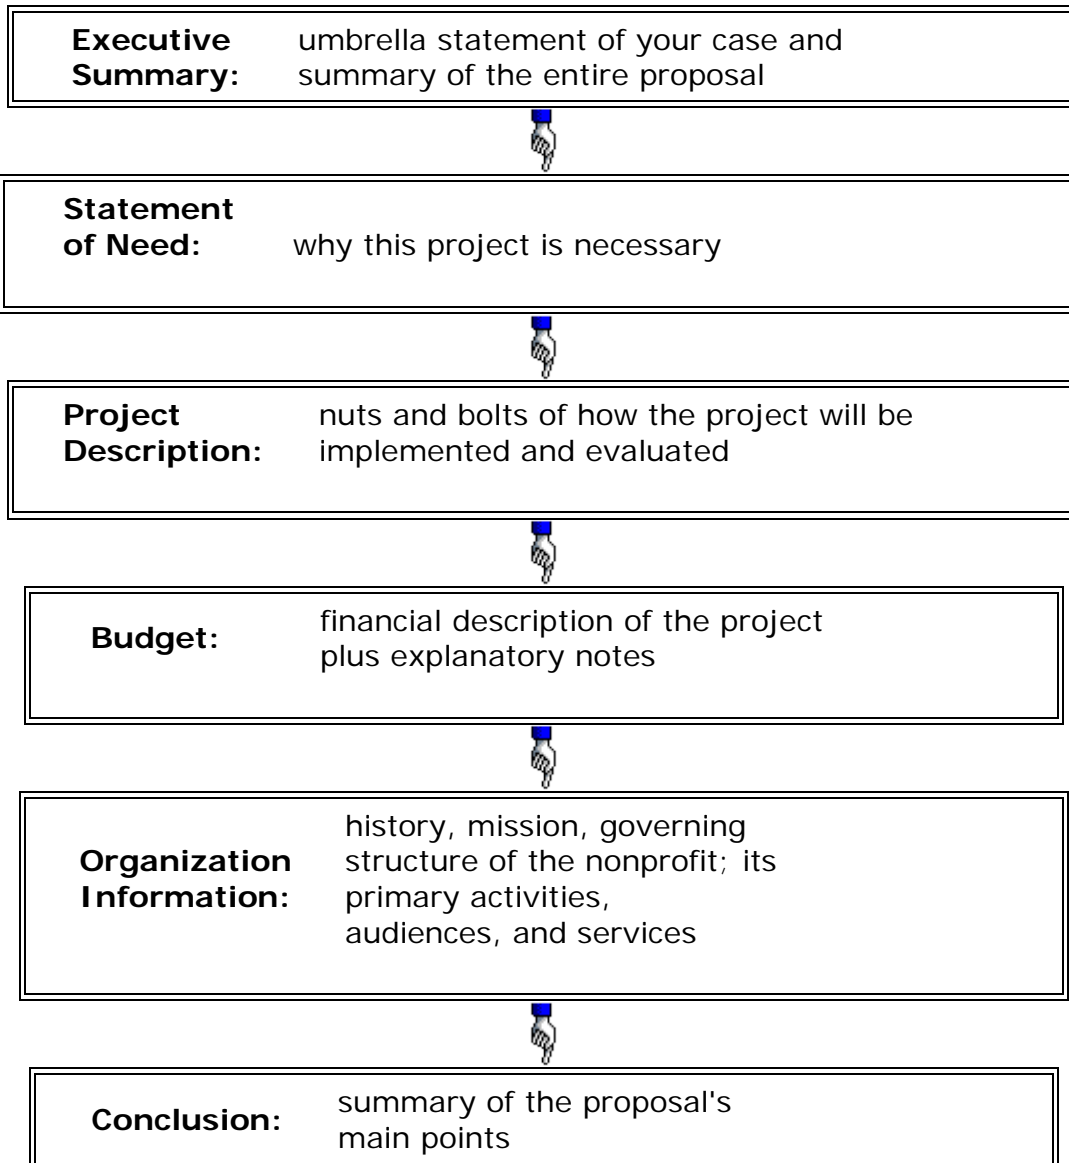 Executive umbrella statement of your case and
Summary: summary of the entire proposal
Statement
of Need: why this project is necessary
Project nuts and bolts of how the project will be
Description: implemented and evaluated
Budget: financial description of the project
plus explanatory notes
history, mission, governing
Organization structure of the nonprofit; its
Information: primary activities,
audiences, and services
Conclusion: summary of the proposal's
main points